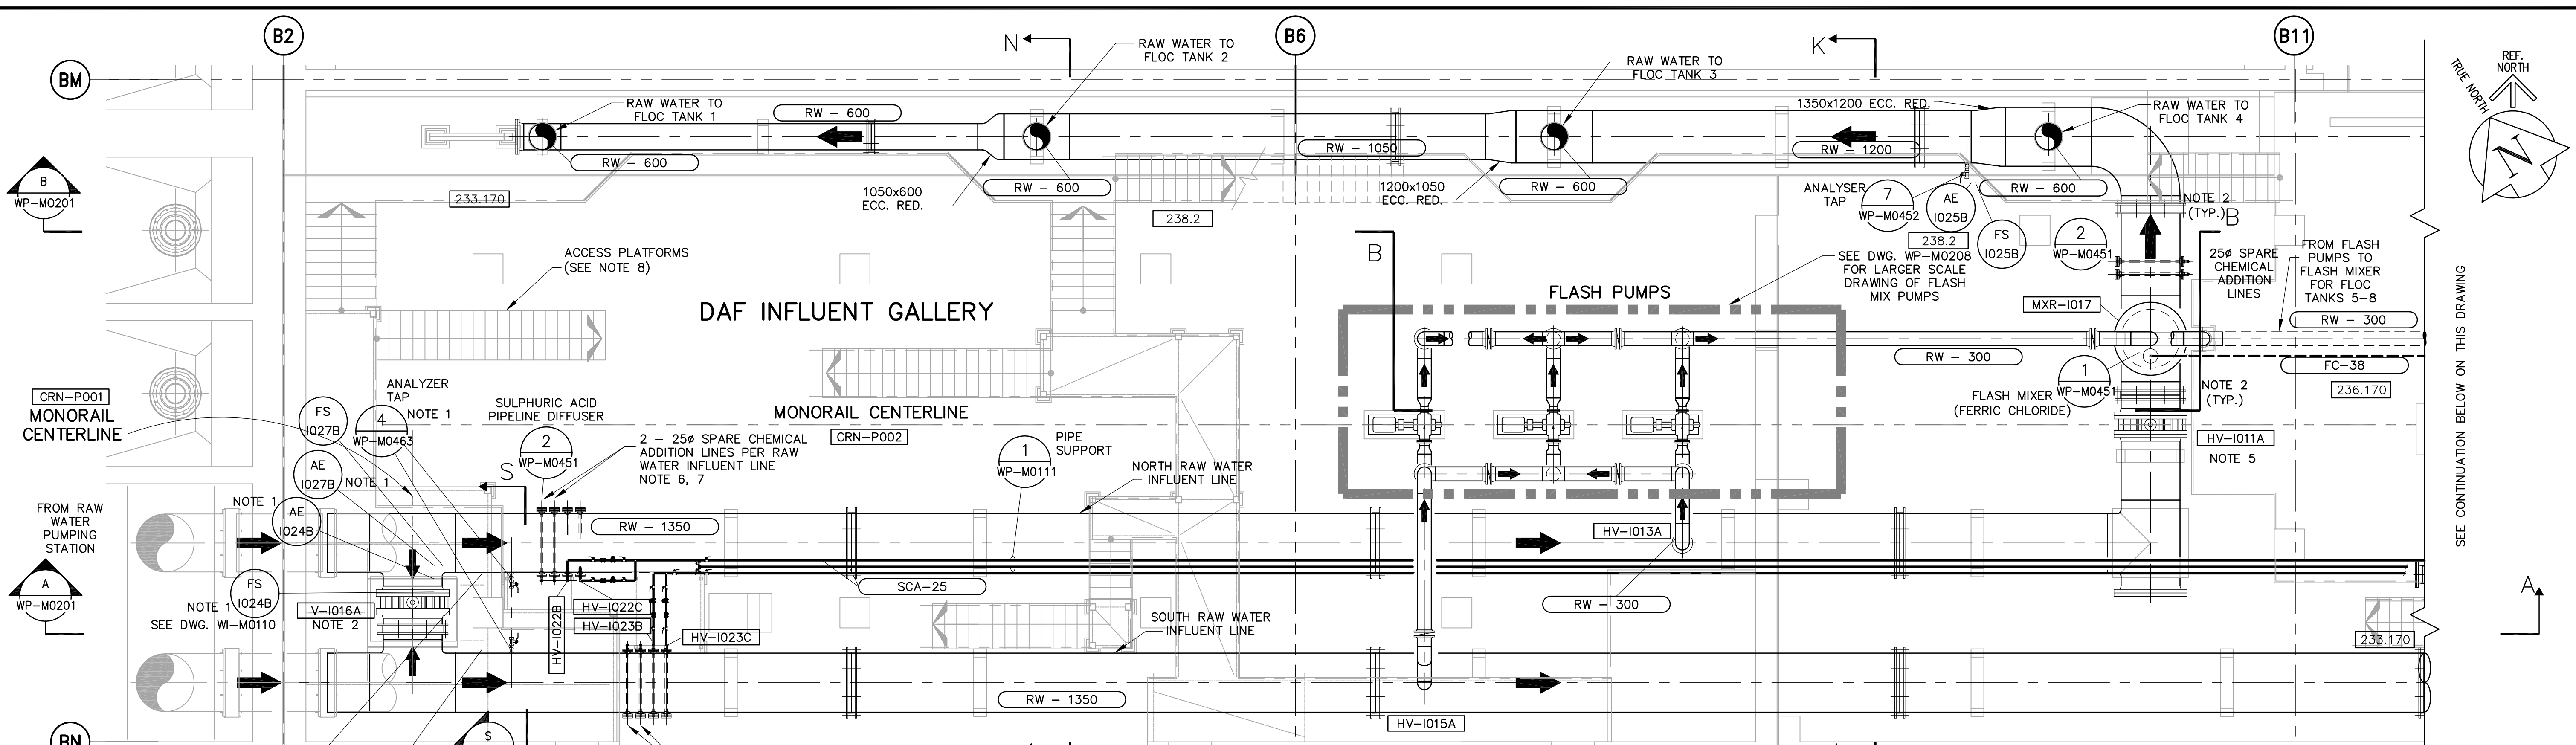 B2
B6
B11
BM
N
K
RAW WATER TO
FLOC TANK 2
RAW WATER TO
FLOC TANK 3
REF.
NORTH
TRUE NORTH
N
RAW WATER TO
FLOC TANK 1
RW - 600
1350x1200 ECC. RED.
RAW WATER TO
FLOC TANK 4
RW - 600
RW - 1050
RW - 1200
B
WP-M0201
233.170
1050x600
ECC. RED.
RW - 600
238.2
1200x1050
ECC. RED.
RW - 600
ANALYSER
TAP
7
WP-M0452
AE
I025B
RW - 600
NOTE 2
(TYP.)
B
238.2
FS
I025B
2
WP-M0451
ACCESS PLATFORMS
(SEE NOTE 8)
B
SEE DWG. WP-M0208
FOR LARGER SCALE
DRAWING OF FLASH
MIX PUMPS
25ø SPARE
CHEMICAL
ADDITION
LINES
FROM FLASH
PUMPS TO
FLASH MIXER
FOR FLOC
TANKS 5-8
DAF INFLUENT GALLERY
FLASH PUMPS
MXR-I017
RW - 300
RW - 300
FC-38
236.170
SEE CONTINUATION BELOW ON THIS DRAWING
1
WP-M0451
FLASH MIXER
(FERRIC CHLORIDE)
NOTE 2
(TYP.)
HV-I011A
NOTE 5
CRN-P001
MONORAIL
CENTERLINE
ANALYZER
TAP
NOTE 1
FS
I027B
4
WP-M0463
SULPHURIC ACID
PIPELINE DIFFUSER
2
WP-M0451
2 - 25ø SPARE CHEMICAL
ADDITION LINES PER RAW
WATER INFLUENT LINE
NOTE 6, 7
MONORAIL CENTERLINE
CRN-P002
1
WP-M0111
PIPE
SUPPORT
NORTH RAW WATER
INFLUENT LINE
AE
I027B
NOTE 1
S
NOTE 1
AE
I024B
FROM RAW
WATER
PUMPING
STATION
RW - 1350
HV-I013A
A
WP-M0201
FS
I024B
NOTE 1
SEE DWG. WI-M0110
V-I016A
NOTE 2
HV-I022B
HV-I022C
HV-I023B
HV-I023C
SCA-25
RW - 300
SOUTH RAW WATER
INFLUENT LINE
A
233.170
RW - 1350
HV-I015A
BN
S